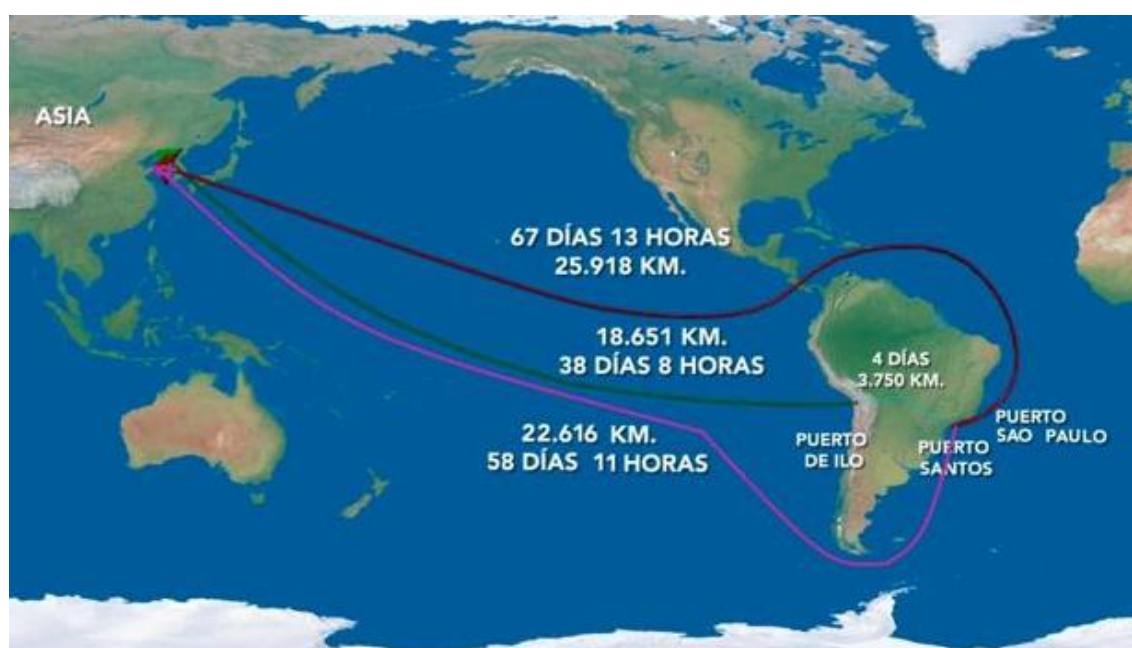 ASIA
67 DÍAS 13 HORAS
25.918 KM.
18.651 KM.
38 DÍAS 8 HORAS
4 DÍAS
3.750 KM.
22.616 KM.
58 DÍAS 11 HORAS
PUERTO
DE ILO
PUERTO
SANTOS
PUERTO
SAO PAULO